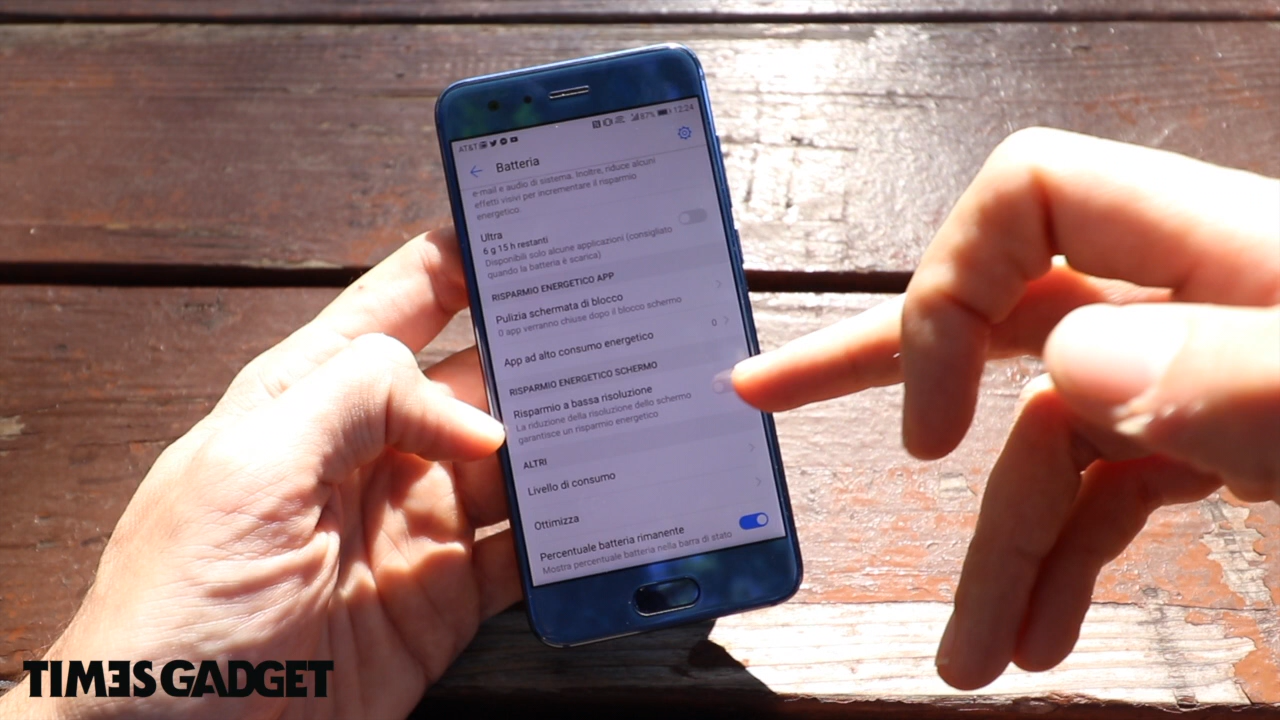 AT&T
87% 12:24
Batteria
e-mail e audio di sistema. Inoltre, riduce alcuni
effetti visivi per incrementare il risparmio
energetico.
Ultra
6 g 15 h restanti
Disponibili solo alcune applicazioni (consigliato
quando la batteria è scarica)
RISPARMIO ENERGETICO APP
Pulizia schermata di blocco
0 app verranno chiuse dopo il blocco schermo
App ad alto consumo energetico 0
RISPARMIO ENERGETICO SCHERMO
Risparmio a bassa risoluzione
La riduzione della risoluzione dello schermo
garantisce un risparmio energetico
ALTRI
Livello di consumo
Ottimizza
Percentuale batteria rimanente
Mostra percentuale batteria nella barra di stato
TIMES GADGET